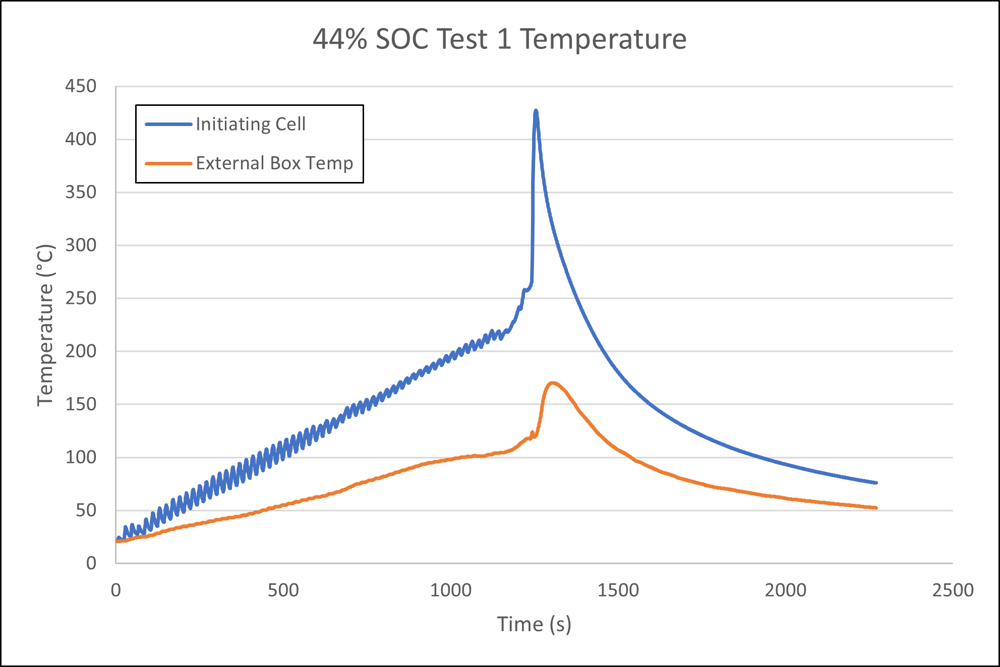 44% SOC Test 1 Temperature
450
400
350
300
250
200
150
100
50
0
Initiating Cell
External Box Temp
Temperature (°C)
0 500 1000 1500 2000 2500
Time (s)